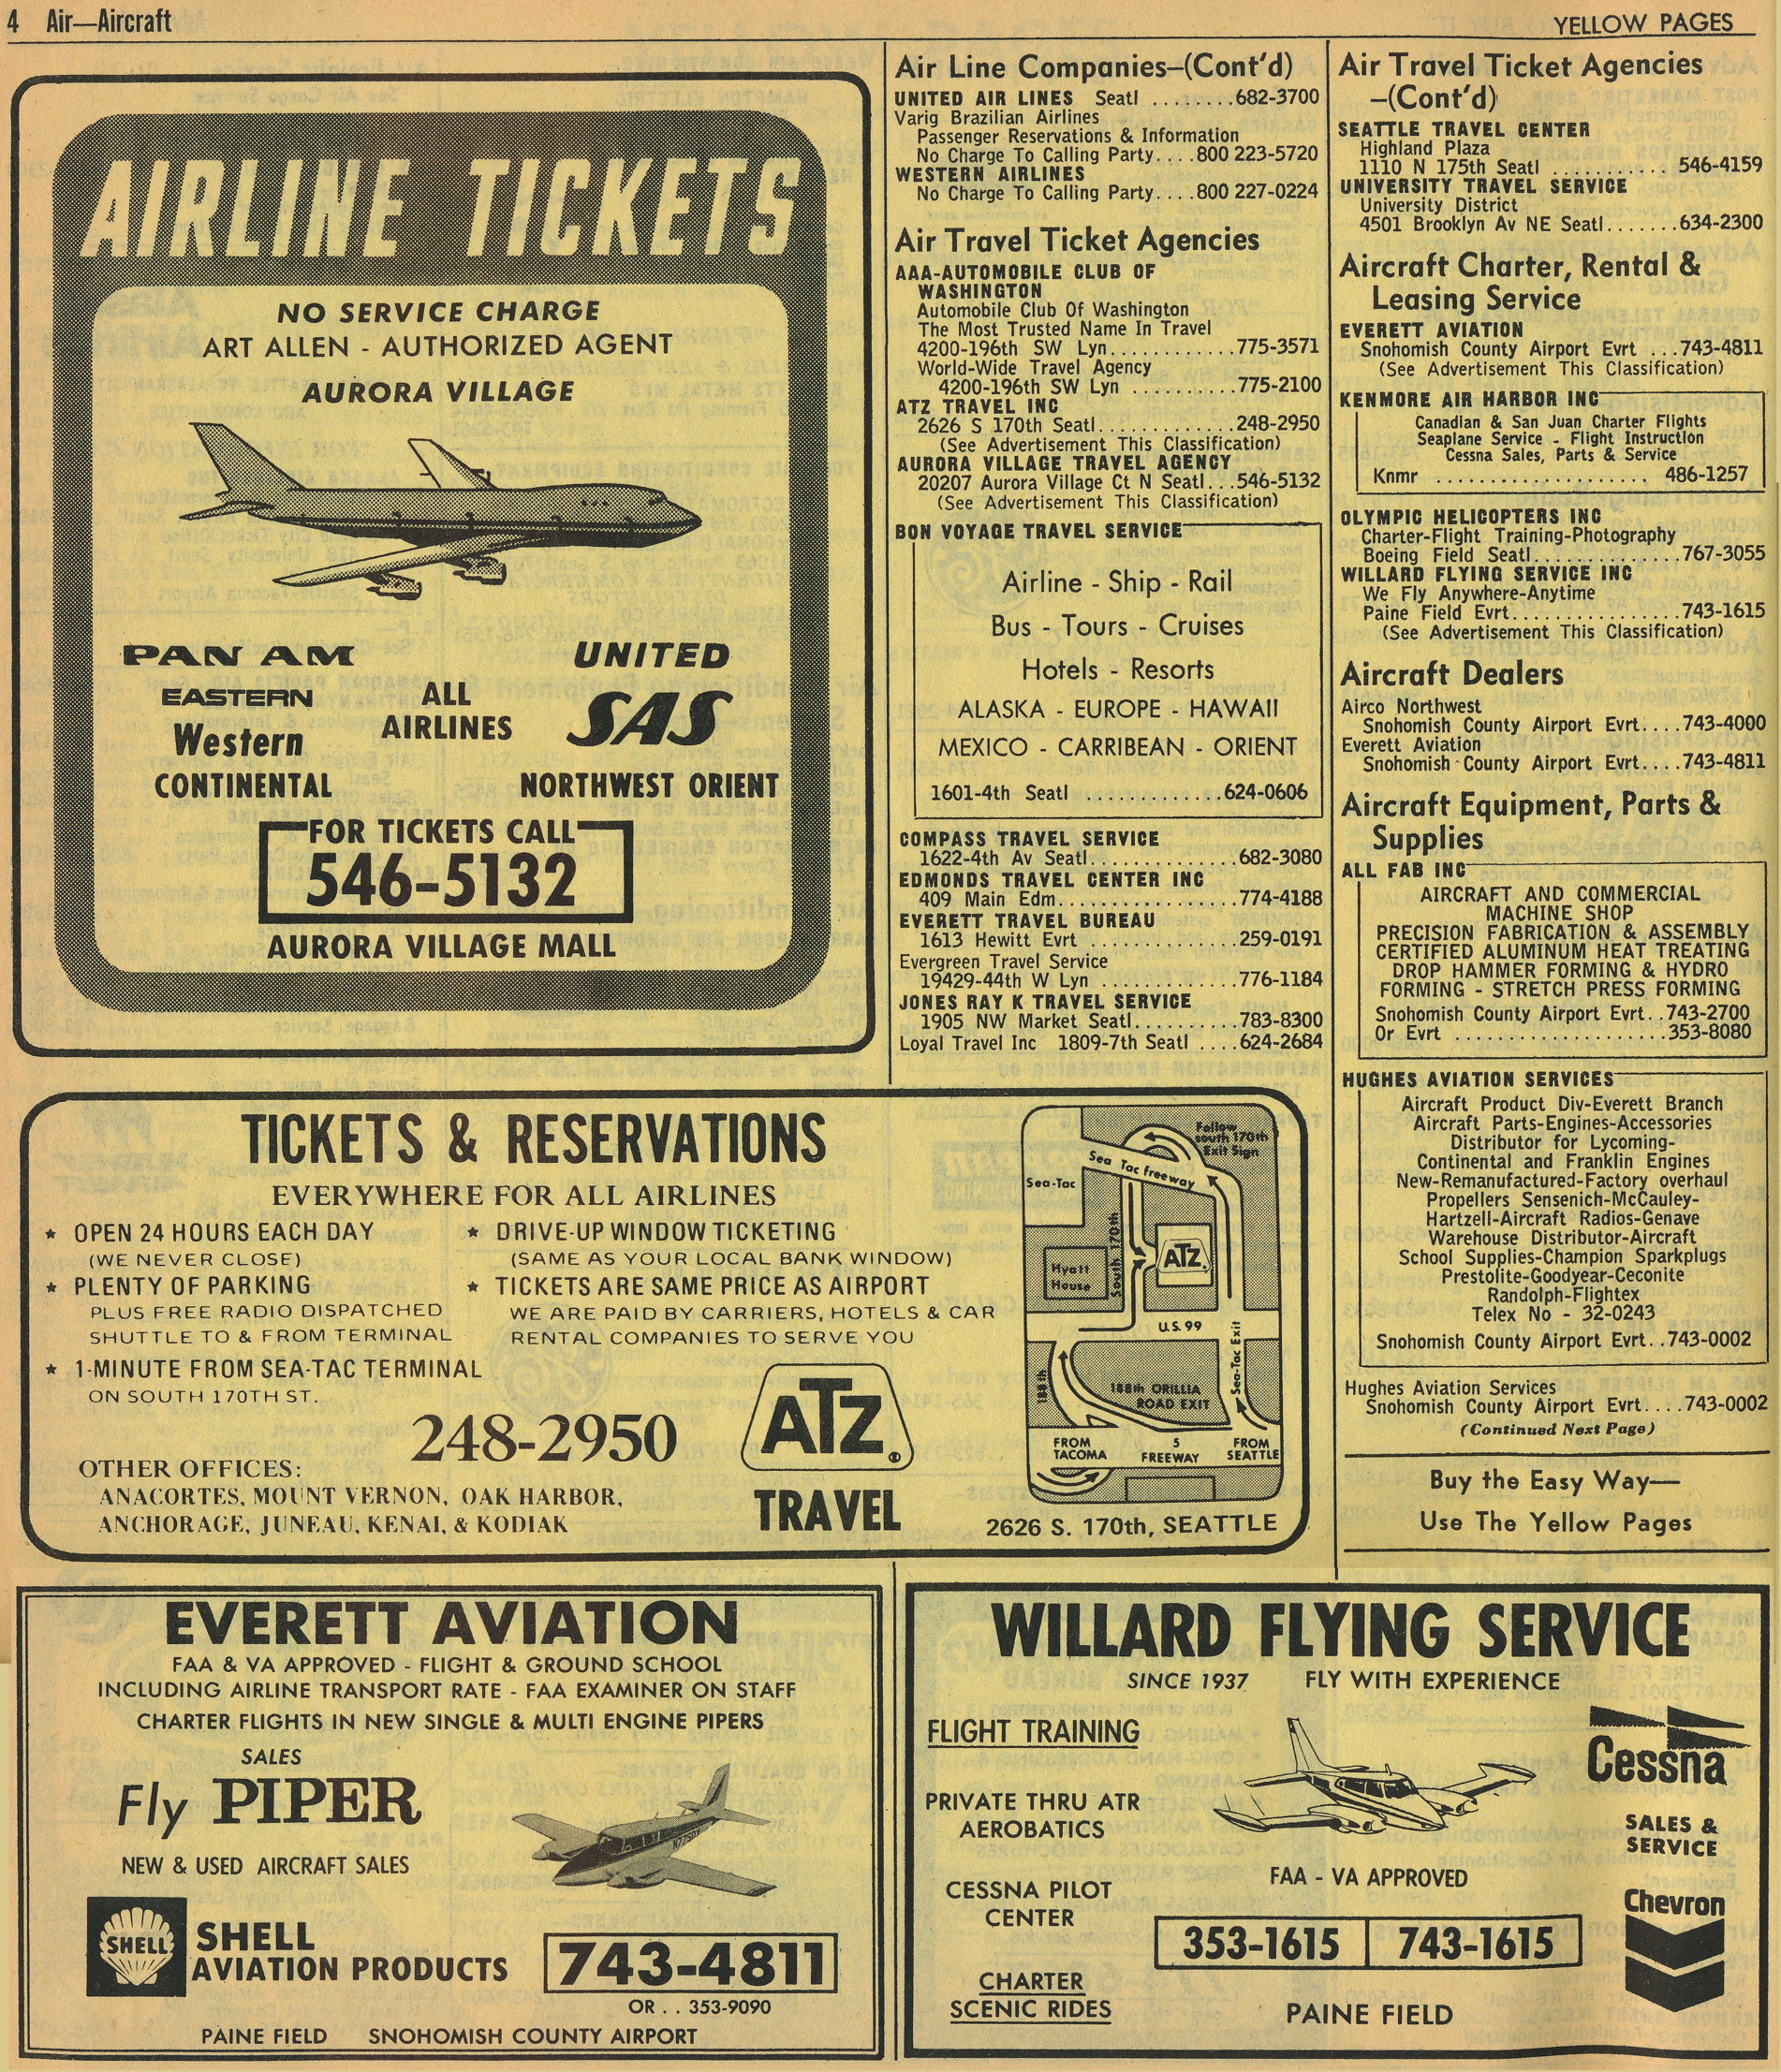 4 Air—Aircraft
YELLOW PAGES
AIRLINE TICKETS
NO SERVICE CHARGE
ART ALLEN - AUTHORIZED AGENT
AURORA VILLAGE
PAN AM
EASTERN
Western
CONTINENTAL
ALL
AIRLINES
UNITED
SAS
NORTHWEST ORIENT
FOR TICKETS CALL
546-5132
AURORA VILLAGE MALL
Air Line Companies—(Cont'd)
UNITED AIR LINES Seatl ........682-3700
Varig Brazilian Airlines
Passenger Reservations & Information
No Charge To Calling Party....800 223-5720
WESTERN AIRLINES
No Charge To Calling Party....800 227-0224
Air Travel Ticket Agencies
AAA-AUTOMOBILE CLUB OF
WASHINGTON
Automobile Club Of Washington
The Most Trusted Name In Travel
4200-196th SW Lyn............775-3571
World-Wide Travel Agency
4200-196th SW Lyn ..........775-2100
ATZ TRAVEL INC
2626 S 170th Seatl.............248-2950
(See Advertisement This Classification)
AURORA VILLAGE TRAVEL AGENCY
20207 Aurora Village Ct N Seatl...546-5132
(See Advertisement This Classification)
BON VOYAGE TRAVEL SERVICE
Airline - Ship - Rail
Bus - Tours - Cruises
Hotels - Resorts
ALASKA - EUROPE - HAWAII
MEXICO - CARRIBEAN - ORIENT
1601-4th Seatl ............624-0606
COMPASS TRAVEL SERVICE
1622-4th Av Seatl..............682-3080
EDMONDS TRAVEL CENTER INC
409 Main Edm.................774-4188
EVERETT TRAVEL BUREAU
1613 Hewitt Evrt .............259-0191
Evergreen Travel Service
19429-44th W Lyn ............776-1184
JONES RAY K TRAVEL SERVICE
1905 NW Market Seatl..........783-8300
Loyal Travel Inc 1809-7th Seatl ....624-2684
Air Travel Ticket Agencies
—(Cont'd)
SEATTLE TRAVEL CENTER
Highland Plaza
1110 N 175th Seatl ............546-4159
UNIVERSITY TRAVEL SERVICE
University District
4501 Brooklyn Av NE Seatl.......634-2300
Aircraft Charter, Rental &
Leasing Service
EVERETT AVIATION
Snohomish County Airport Evrt ...743-4811
(See Advertisement This Classification)
KENMORE AIR HARBOR INC
Canadian & San Juan Charter Flights
Seaplane Service - Flight Instruction
Cessna Sales, Parts & Service
Knmr ..................... 486-1257
OLYMPIC HELICOPTERS INC
Charter-Flight Training-Photography
Boeing Field Seatl..............767-3055
WILLARD FLYING SERVICE INC
We Fly Anywhere-Anytime
Paine Field Evrt................743-1615
(See Advertisement This Classification)
Aircraft Dealers
Airco Northwest
Snohomish County Airport Evrt....743-4000
Everett Aviation
Snohomish County Airport Evrt....743-4811
Aircraft Equipment, Parts &
Supplies
ALL FAB INC
AIRCRAFT AND COMMERCIAL
MACHINE SHOP
PRECISION FABRICATION & ASSEMBLY
CERTIFIED ALUMINUM HEAT TREATING
DROP HAMMER FORMING & HYDRO
FORMING - STRETCH PRESS FORMING
Snohomish County Airport Evrt..743-2700
Or Evrt .....................353-8080
HUGHES AVIATION SERVICES
Aircraft Product Div-Everett Branch
Aircraft Parts-Engines-Accessories
Distributor for Lycoming-
Continental and Franklin Engines
New-Remanufactured-Factory overhaul
Propellers Sensenich-McCauley-
Hartzell-Aircraft Radios-Genave
Warehouse Distributor-Aircraft
School Supplies-Champion Sparkplugs
Prestolite-Goodyear-Ceconite
Randolph-Flightex
Telex No - 32-0243
Snohomish County Airport Evrt..743-0002
Hughes Aviation Services
Snohomish County Airport Evrt....743-0002
(Continued Next Page)
Buy the Easy Way—
Use The Yellow Pages
TICKETS & RESERVATIONS
EVERYWHERE FOR ALL AIRLINES
★ OPEN 24 HOURS EACH DAY
(WE NEVER CLOSE)
★ PLENTY OF PARKING
PLUS FREE RADIO DISPATCHED
SHUTTLE TO & FROM TERMINAL
★ 1-MINUTE FROM SEA-TAC TERMINAL
ON SOUTH 170TH ST.
★ DRIVE-UP WINDOW TICKETING
(SAME AS YOUR LOCAL BANK WINDOW)
★ TICKETS ARE SAME PRICE AS AIRPORT
WE ARE PAID BY CARRIERS, HOTELS & CAR
RENTAL COMPANIES TO SERVE YOU
248-2950
OTHER OFFICES:
ANACORTES, MOUNT VERNON, OAK HARBOR,
ANCHORAGE, JUNEAU, KENAI, & KODIAK
ATZ®
TRAVEL
Follow
south 170th
Exit Sign
Sea Tac freeway
Sea-Tac
South 170th
ATZ
Hyatt
House
U.S. 99
188th
188th ORILLIA
ROAD EXIT
Sea-Tac Exit
FROM
TACOMA
5
FREEWAY
FROM
SEATTLE
2626 S. 170th, SEATTLE
EVERETT AVIATION
FAA & VA APPROVED - FLIGHT & GROUND SCHOOL
INCLUDING AIRLINE TRANSPORT RATE - FAA EXAMINER ON STAFF
CHARTER FLIGHTS IN NEW SINGLE & MULTI ENGINE PIPERS
SALES
Fly PIPER
NEW & USED AIRCRAFT SALES
SHELL
SHELL
AVIATION PRODUCTS
743-4811
OR . . 353-9090
PAINE FIELD SNOHOMISH COUNTY AIRPORT
WILLARD FLYING SERVICE
SINCE 1937 FLY WITH EXPERIENCE
FLIGHT TRAINING
PRIVATE THRU ATR
AEROBATICS
CESSNA PILOT
CENTER
CHARTER
SCENIC RIDES
FAA - VA APPROVED
353-1615 743-1615
PAINE FIELD
Cessna
SALES &
SERVICE
Chevron